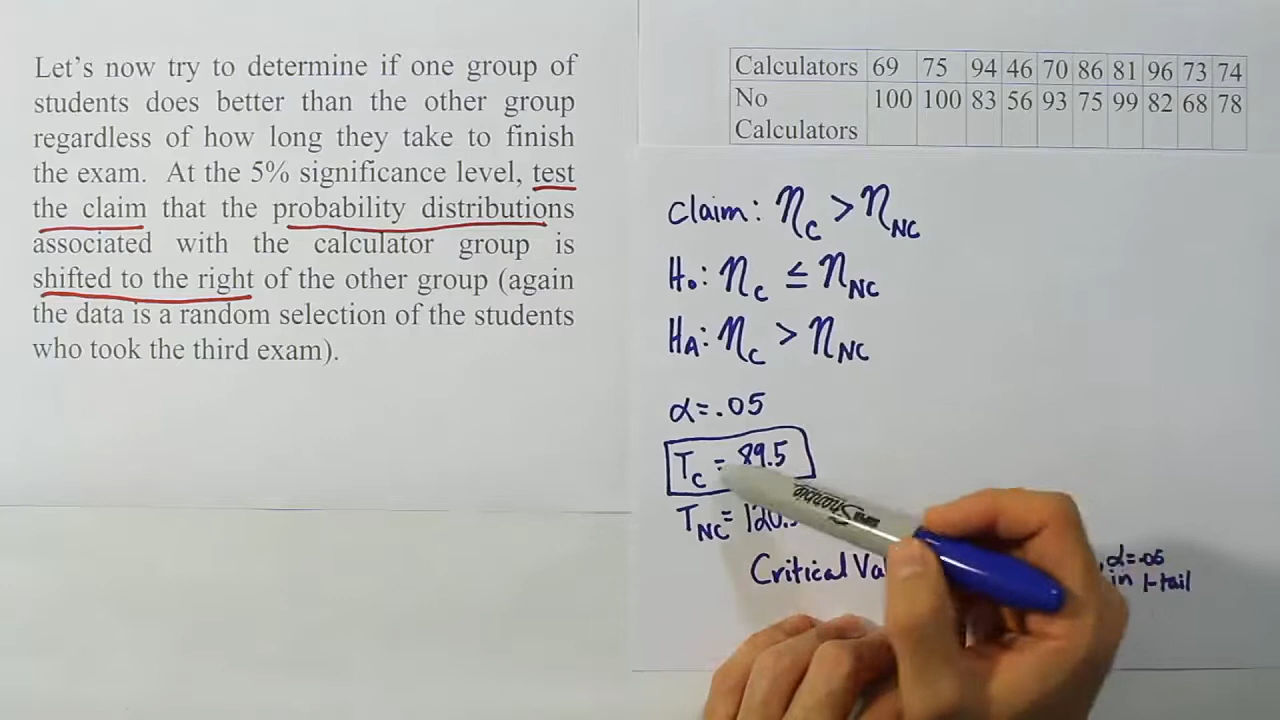 Let's now try to determine if one group of
students does better than the other group
regardless of how long they take to finish
the exam. At the 5% significance level, test
the claim that the probability distributions
associated with the calculator group is
shifted to the right of the other group (again
the data is a random selection of the students
who took the third exam).
Calculators 69 75 94 46 70 86 81 96 73 74
No Calculators 100 100 83 56 93 75 99 82 68 78
Claim: η_C > η_NC
H₀: η_C ≤ η_NC
H_A: η_C > η_NC
α = .05
T_C = 89.5
T_NC = 120.
Critical
, α = .05
in 1-tail
Sharpie